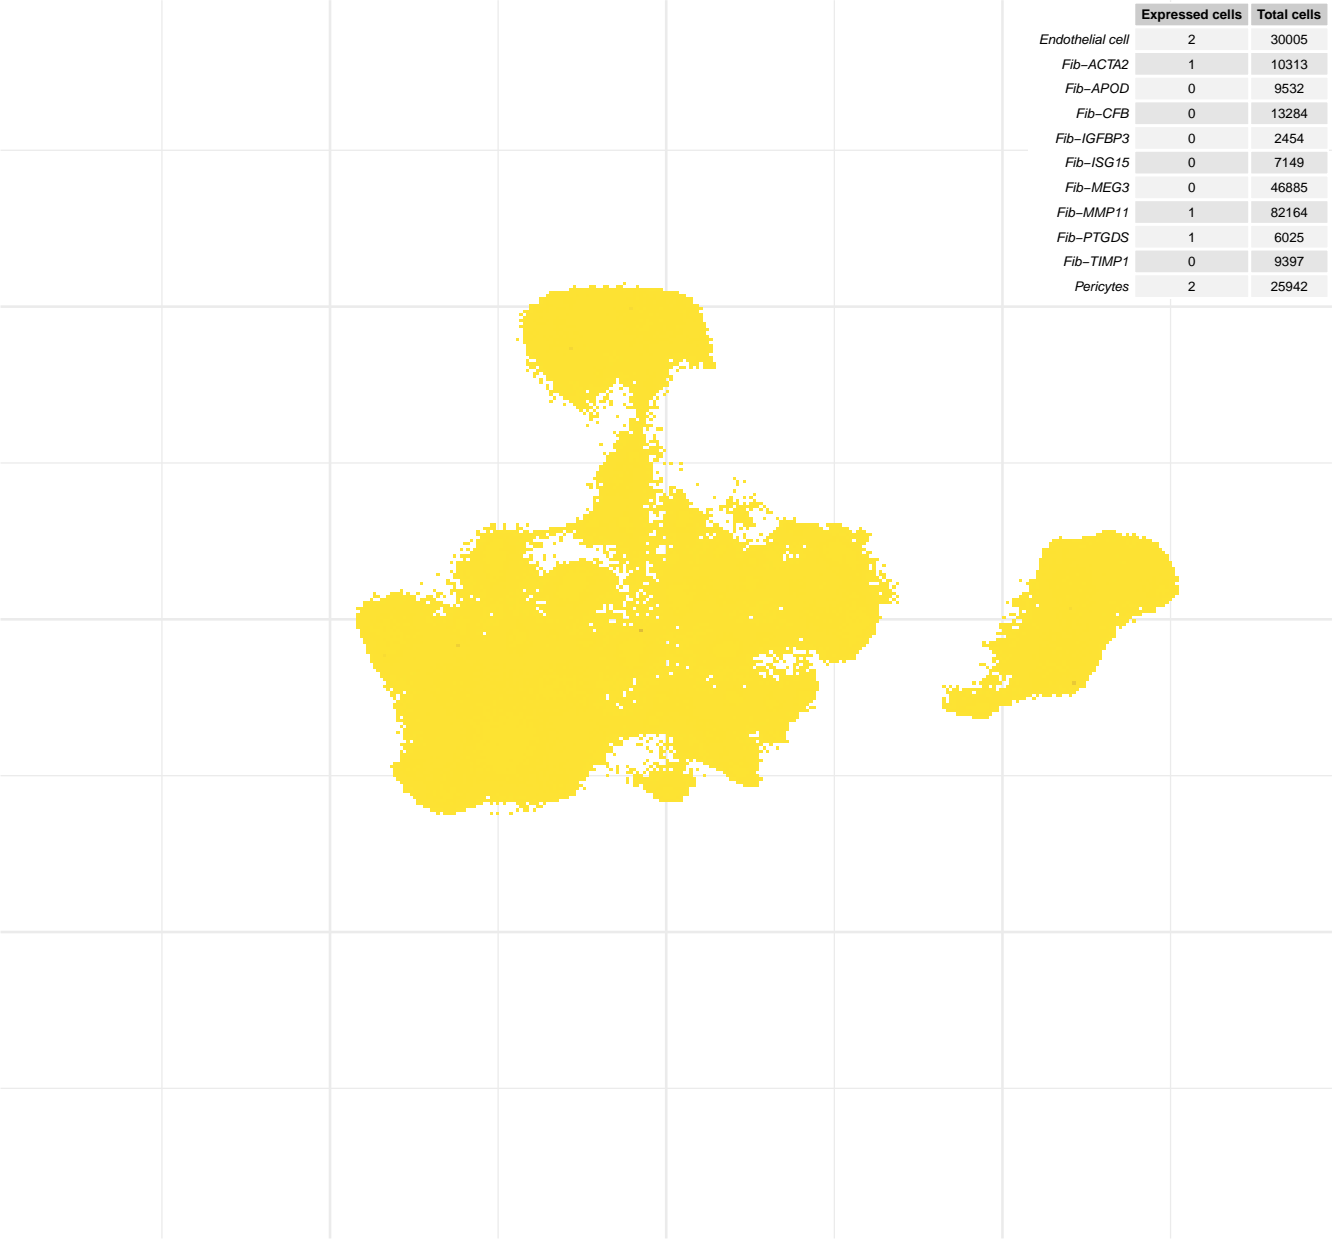 Expressed cells Total cells
Endothelial cell 2 30005
Fib−ACTA2 1 10313
Fib−APOD 0 9532
Fib−CFB 0 13284
Fib−IGFBP3 0 2454
Fib−ISG15 0 7149
Fib−MEG3 0 46885
Fib−MMP11 1 82164
Fib−PTGDS 1 6025
Fib−TIMP1 0 9397
Pericytes 2 25942